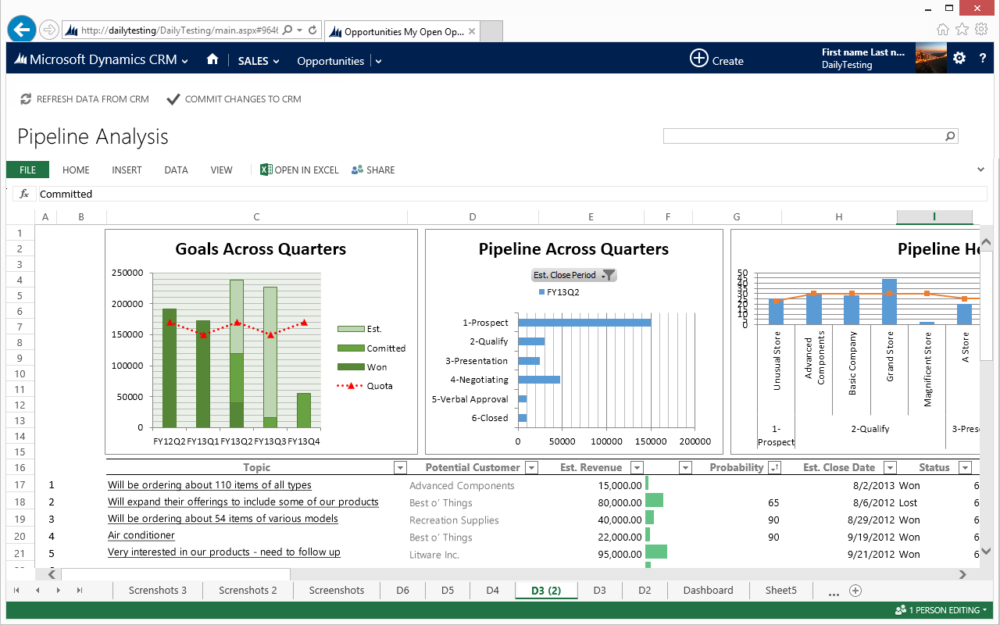 http://dailytesting/DailyTesting/main.aspx#964
Opportunities My Open Op...
Microsoft Dynamics CRM
SALES
Opportunities
Create
First name Last n...
DailyTesting
?
REFRESH DATA FROM CRM
COMMIT CHANGES TO CRM
Pipeline Analysis
FILE HOME INSERT DATA VIEW OPEN IN EXCEL SHARE
fx Committed
A B C D E F G H I
1
2
3
4
5
6
7
8
9
10
11
12
13
14
15
Goals Across Quarters
250000
200000
150000
100000
50000
0
FY12Q2 FY13Q1 FY13Q2 FY13Q3 FY13Q4
Est.
Comitted
Won
Quota
Pipeline Across Quarters
Est. Close Period
FY13Q2
1-Prospect
2-Qualify
3-Presentation
4-Negotiating
5-Verbal Approval
6-Closed
0 50000 100000 150000 200000
Pipeline He
50
45
40
35
30
25
20
15
10
5
0
Unusual Store
Advanced Components
Basic Company
Grand Store
Magnificent Store
A Store
1-Prospect
2-Qualify
3-Pres
16 Topic Potential Customer Est. Revenue Probability Est. Close Date Status
17 1 Will be ordering about 110 items of all types Advanced Components 15,000.00 8/2/2013 Won 6
18 2 Will expand their offerings to include some of our products Best o' Things 80,000.00 65 8/6/2012 Lost 6
19 3 Will be ordering about 54 items of various models Recreation Supplies 40,000.00 90 8/29/2012 Won 6
20 4 Air conditioner Best o' Things 22,000.00 90 9/19/2012 Won 6
21 5 Very interested in our products - need to follow up Litware Inc. 95,000.00 9/21/2012 Won 6
Screnshots 3 Screnshots 2 Screenshots D6 D5 D4 D3 (2) D3 D2 Dashboard Sheet5 ...
1 PERSON EDITING